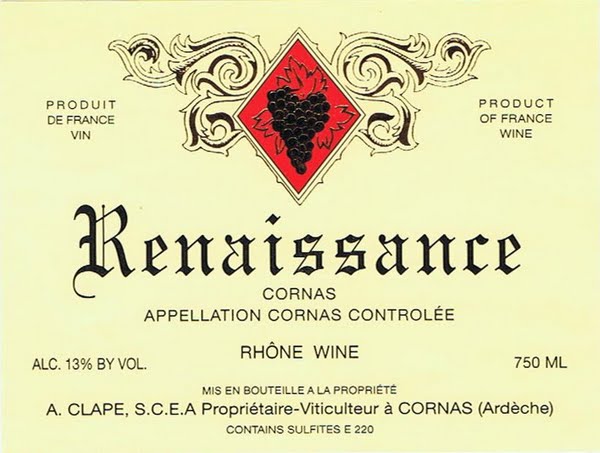 PRODUIT
DE FRANCE
VIN
PRODUCT
OF FRANCE
WINE
Renaissance
CORNAS
APPELLATION CORNAS CONTROLÉE
RHÔNE WINE
ALC. 13% BY VOL.
750 ML
MIS EN BOUTEILLE A LA PROPRIÉTÉ
A. CLAPE, S.C.E.A Propriétaire-Viticulteur à CORNAS (Ardèche)
CONTAINS SULFITES E 220